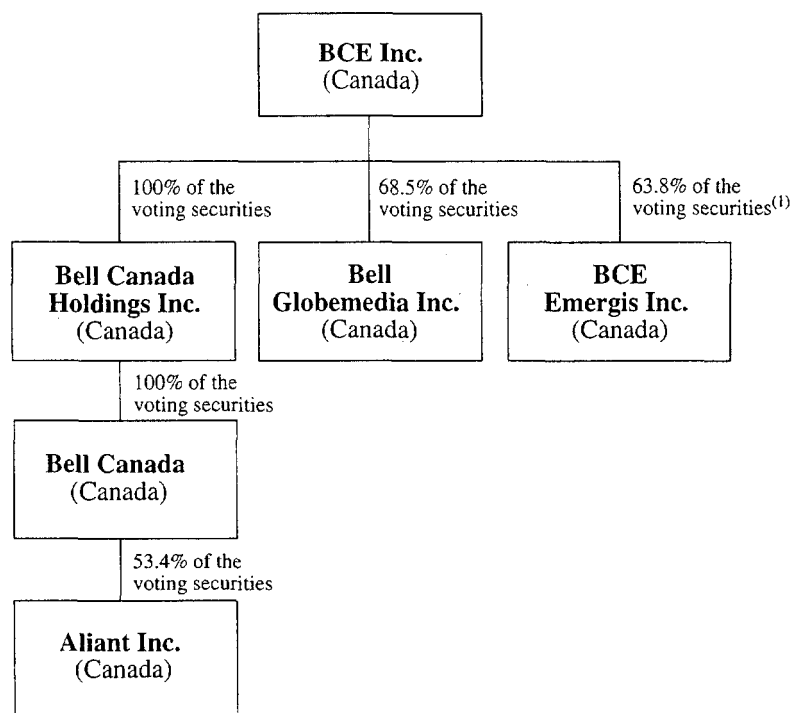 BCE Inc.
(Canada)
100% of the
voting securities
68.5% of the
voting securities
63.8% of the
voting securities(1)
Bell Canada
Holdings Inc.
(Canada)
Bell
Globemedia Inc.
(Canada)
BCE
Emergis Inc.
(Canada)
100% of the
voting securities
Bell Canada
(Canada)
53.4% of the
voting securities
Aliant Inc.
(Canada)